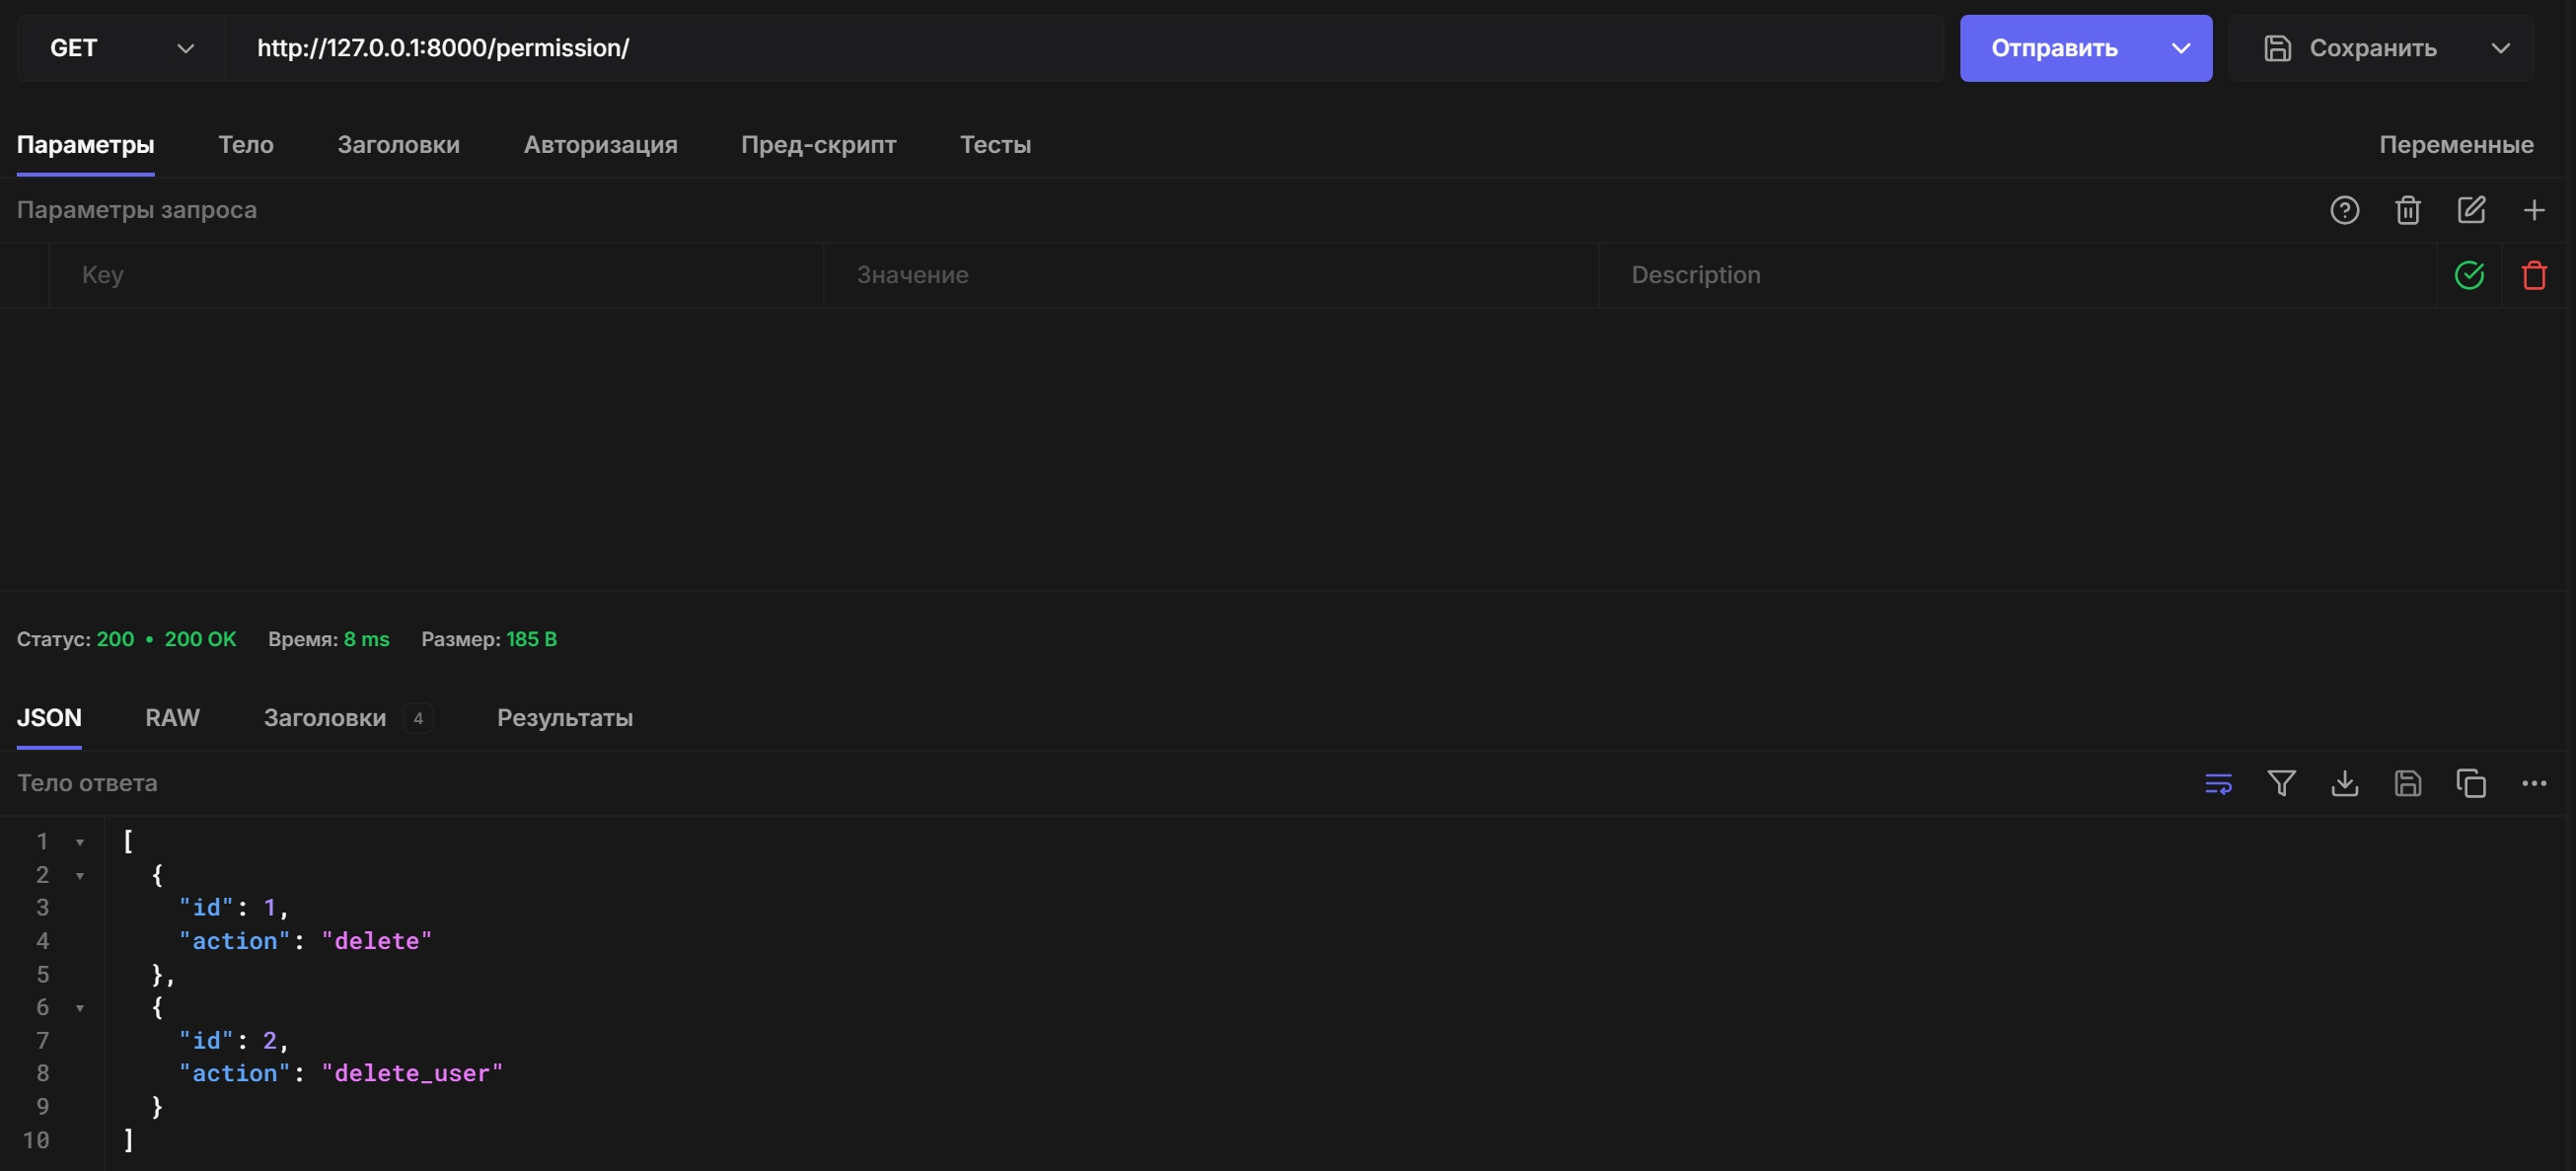 GET http://127.0.0.1:8000/permission/ Отправить Сохранить
Параметры Тело Заголовки Авторизация Пред-скрипт Тесты Переменные
Параметры запроса
Key Значение Description
Статус: 200 • 200 OK Время: 8 ms Размер: 185 B
JSON RAW Заголовки 4 Результаты
Тело ответа
1 [
2 {
3 "id": 1,
4 "action": "delete"
5 },
6 {
7 "id": 2,
8 "action": "delete_user"
9 }
10 ]